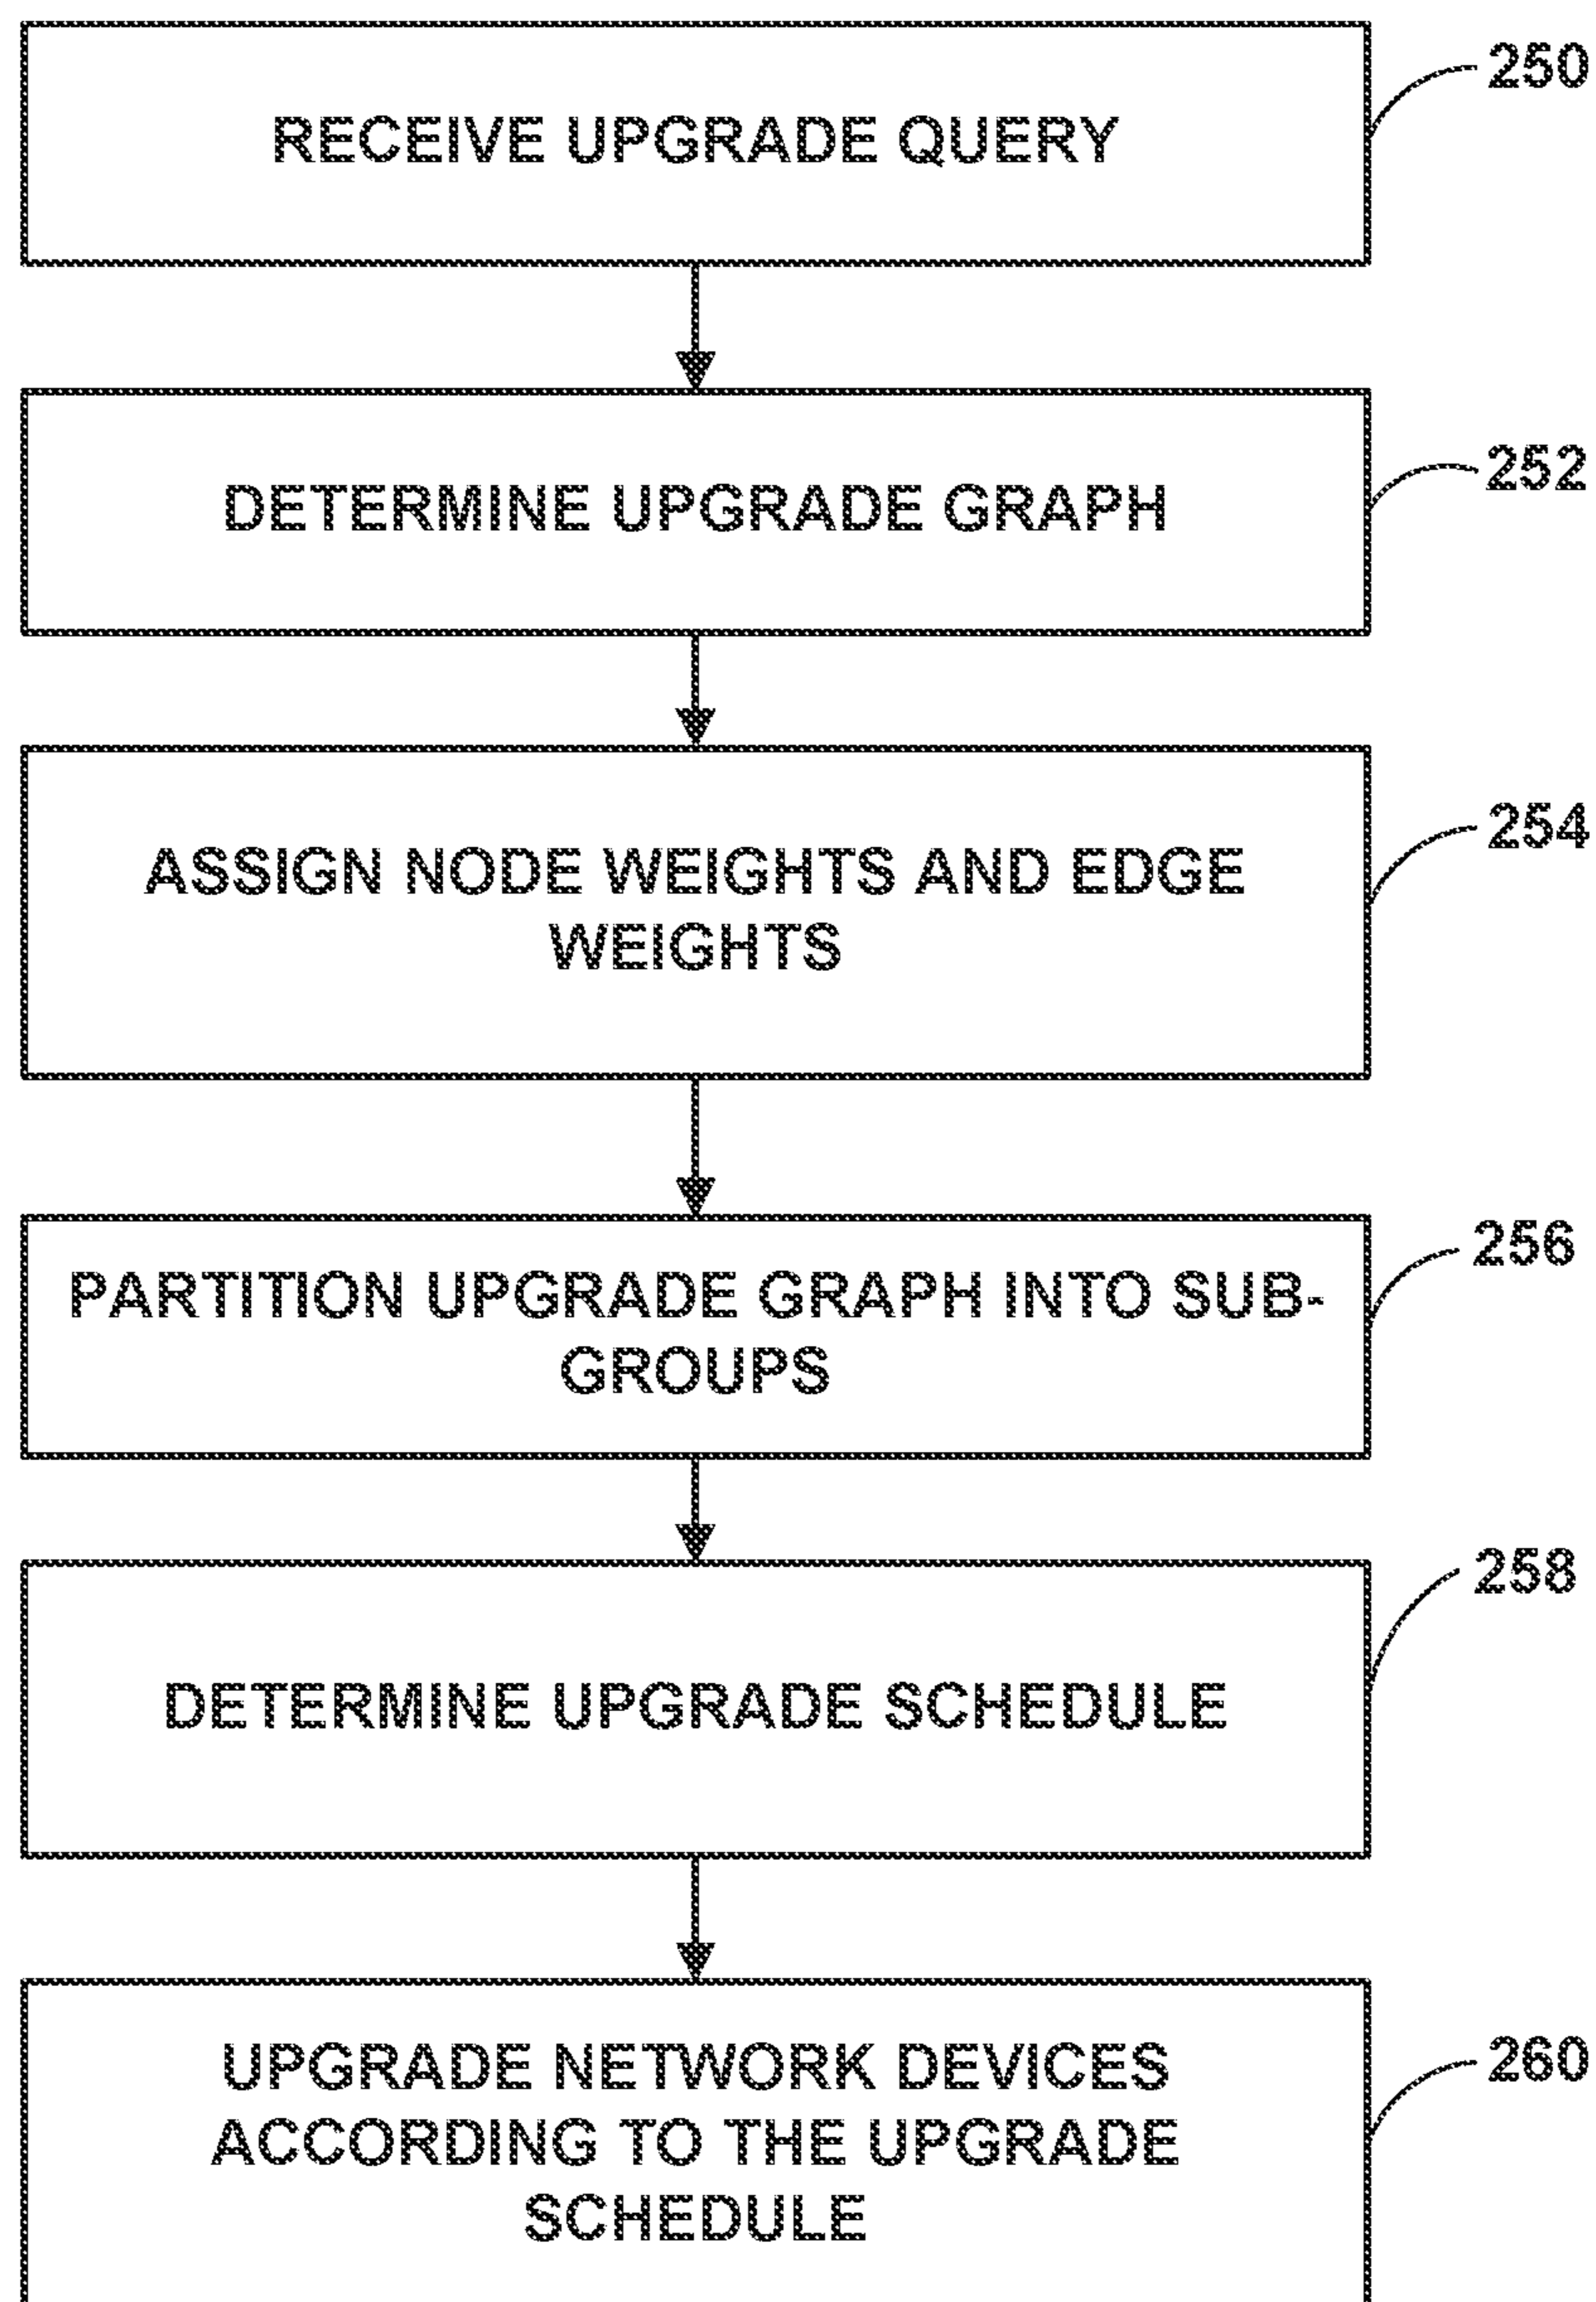 RECEIVE UPGRADE QUERY
250
DETERMINE UPGRADE GRAPH
252
ASSIGN NODE WEIGHTS AND EDGE
WEIGHTS
254
PARTITION UPGRADE GRAPH INTO SUB-
GROUPS
256
DETERMINE UPGRADE SCHEDULE
258
UPGRADE NETWORK DEVICES
ACCORDING TO THE UPGRADE
SCHEDULE
260